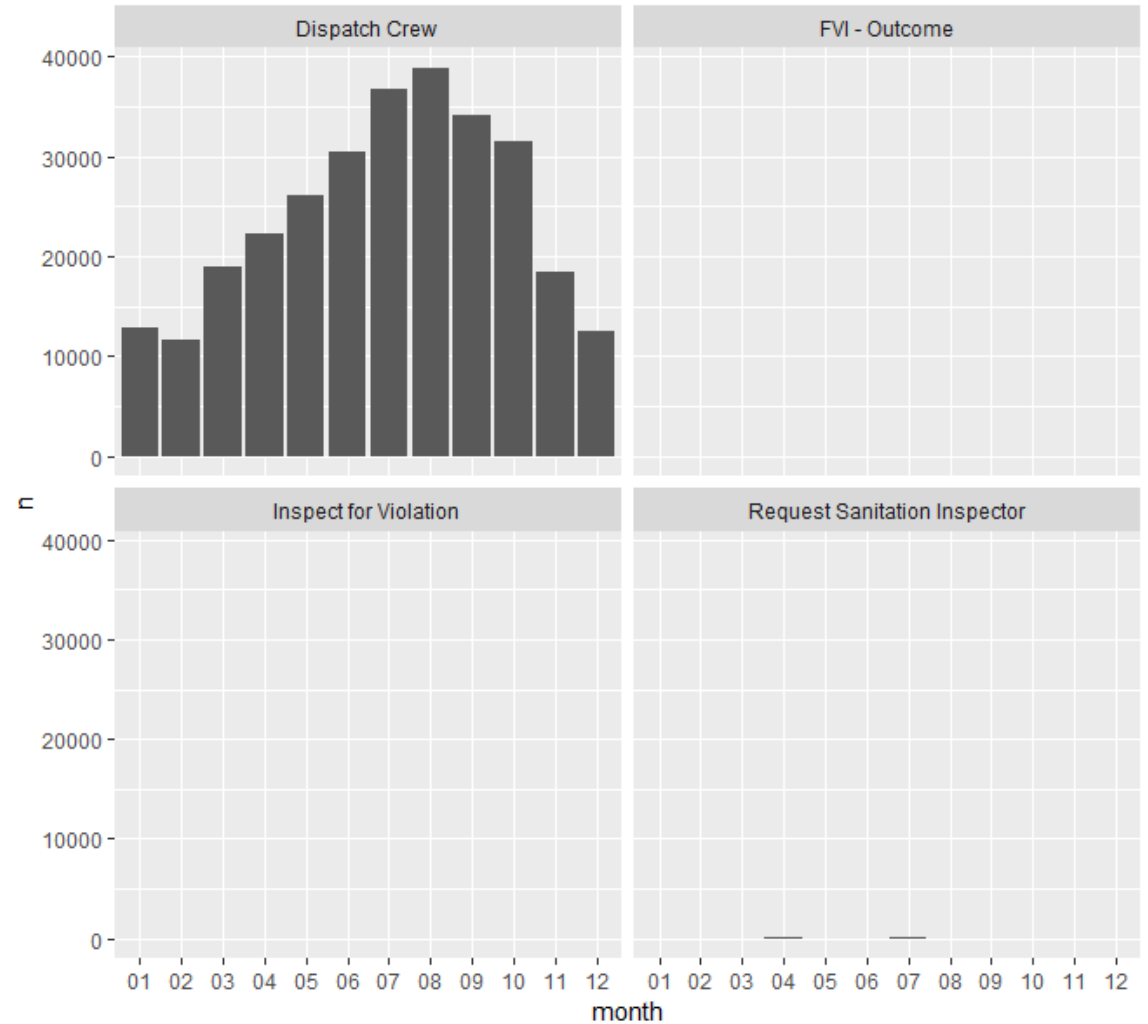 Dispatch Crew
FVI - Outcome
40000
30000
20000
10000
0
n
Inspect for Violation
Request Sanitation Inspector
40000
30000
20000
10000
0
01 02 03 04 05 06 07 08 09 10 11 12
01 02 03 04 05 06 07 08 09 10 11 12
month